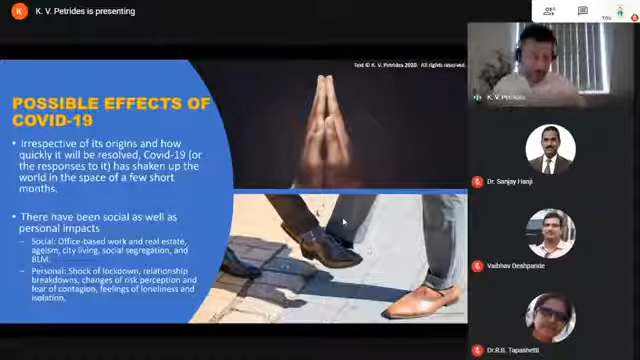 K
K. V. Petrides is presenting
YOU
Text © K. V. Petrides 2020. All rights reserved.
POSSIBLE EFFECTS OF
COVID-19
• Irrespective of its origins and how
quickly it will be resolved, Covid-19 (or
the responses to it) has shaken up the
world in the space of a few short
months.
• There have been social as well as
personal impacts
– Social: Office-based work and real estate,
ageism, city living, social segregation, and
BLM.
– Personal: Shock of lockdown, relationship
breakdowns, changes of risk perception and
fear of contagion, feelings of loneliness and
isolation.
K. V. Petrides
Dr. Sanjay Hanji
Vaibhav Deshpande
Dr.R.B. Tapashetti